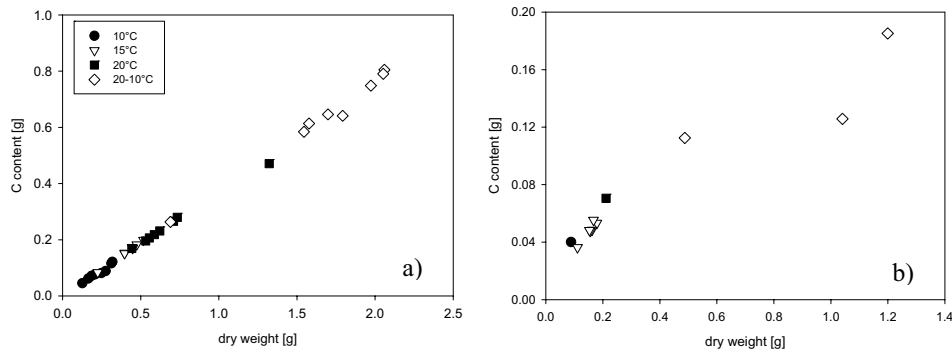 1.0
0.8
0.6
0.4
0.2
0.0
C content [g]
10°C
15°C
20°C
20-10°C
a)
0.0 0.5 1.0 1.5 2.0 2.5
dry weight [g]
0.20
0.16
0.12
0.08
0.04
0.00
C content [g]
b)
0.0 0.2 0.4 0.6 0.8 1.0 1.2 1.4
dry weight [g]